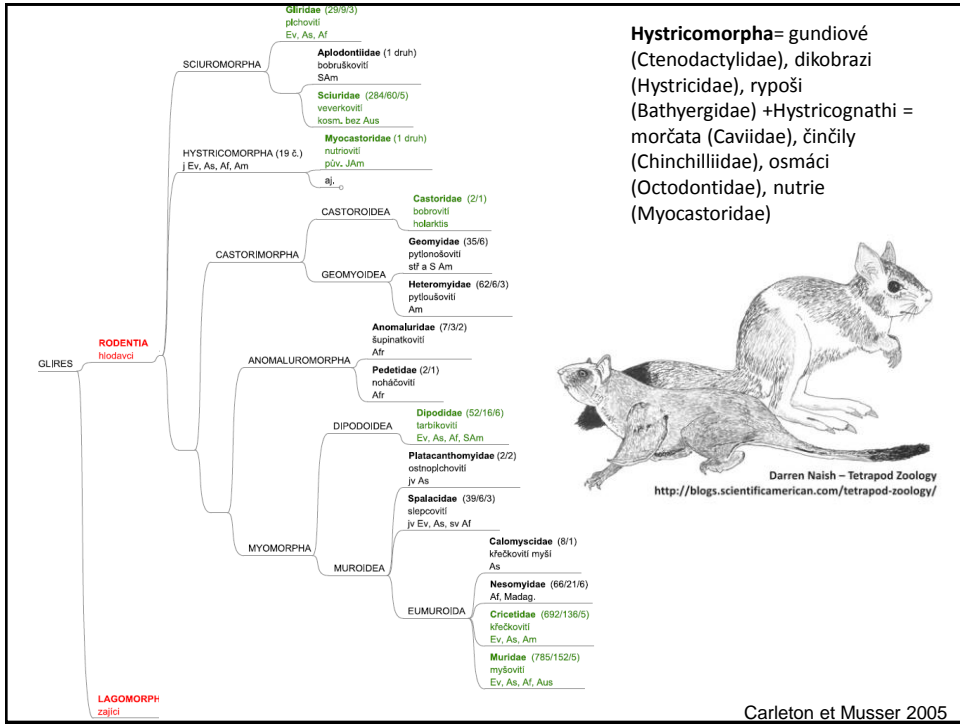 Gliridae (29/9/3)
plchovití
Ev, As, Af
SCIUROMORPHA
Aplodontiidae (1 druh)
bobruškovití
SAm
Sciuridae (284/60/5)
veverkovití
kosm. bez Aus
HYSTRICOMORPHA (19 č.)
j Ev, As, Af, Am
Myocastoridae (1 druh)
nutriovití
pův. JAm
aj.
CASTORIMORPHA
CASTOROIDEA
Castoridae (2/1)
bobrovití
holarktis
GEOMYOIDEA
Geomyidae (35/6)
pytlonošovití
stř a S Am
Heteromyidae (62/6/3)
pytloušovití
Am
GLIRES
RODENTIA
hlodavci
ANOMALUROMORPHA
Anomaluridae (7/3/2)
šupinatkovití
Afr
Pedetidae (2/1)
noháčovití
Afr
MYOMORPHA
DIPODOIDEA
Dipodidae (52/16/6)
tarbíkovití
Ev, As, Af, SAm
MUROIDEA
Platacanthomyidae (2/2)
ostnoplchovití
jv As
Spalacidae (39/6/3)
slepcovití
jv Ev, As, sv Af
EUMUROIDA
Calomyscidae (8/1)
křečkovití myší
As
Nesomyidae (66/21/6)
Af, Madag.
Cricetidae (692/136/5)
křečkovití
Ev, As, Am
Muridae (785/152/5)
myšovití
Ev, As, Af, Aus
LAGOMORPH
zajíci
Hystricomorpha= gundiové
(Ctenodactylidae), dikobrazi
(Hystricidae), rypoši
(Bathyergidae) +Hystricognathi =
morčata (Caviidae), činčily
(Chinchilliidae), osmáci
(Octodontidae), nutrie
(Myocastoridae)
Darren Naish – Tetrapod Zoology
http://blogs.scientificamerican.com/tetrapod-zoology/
Carleton et Musser 2005